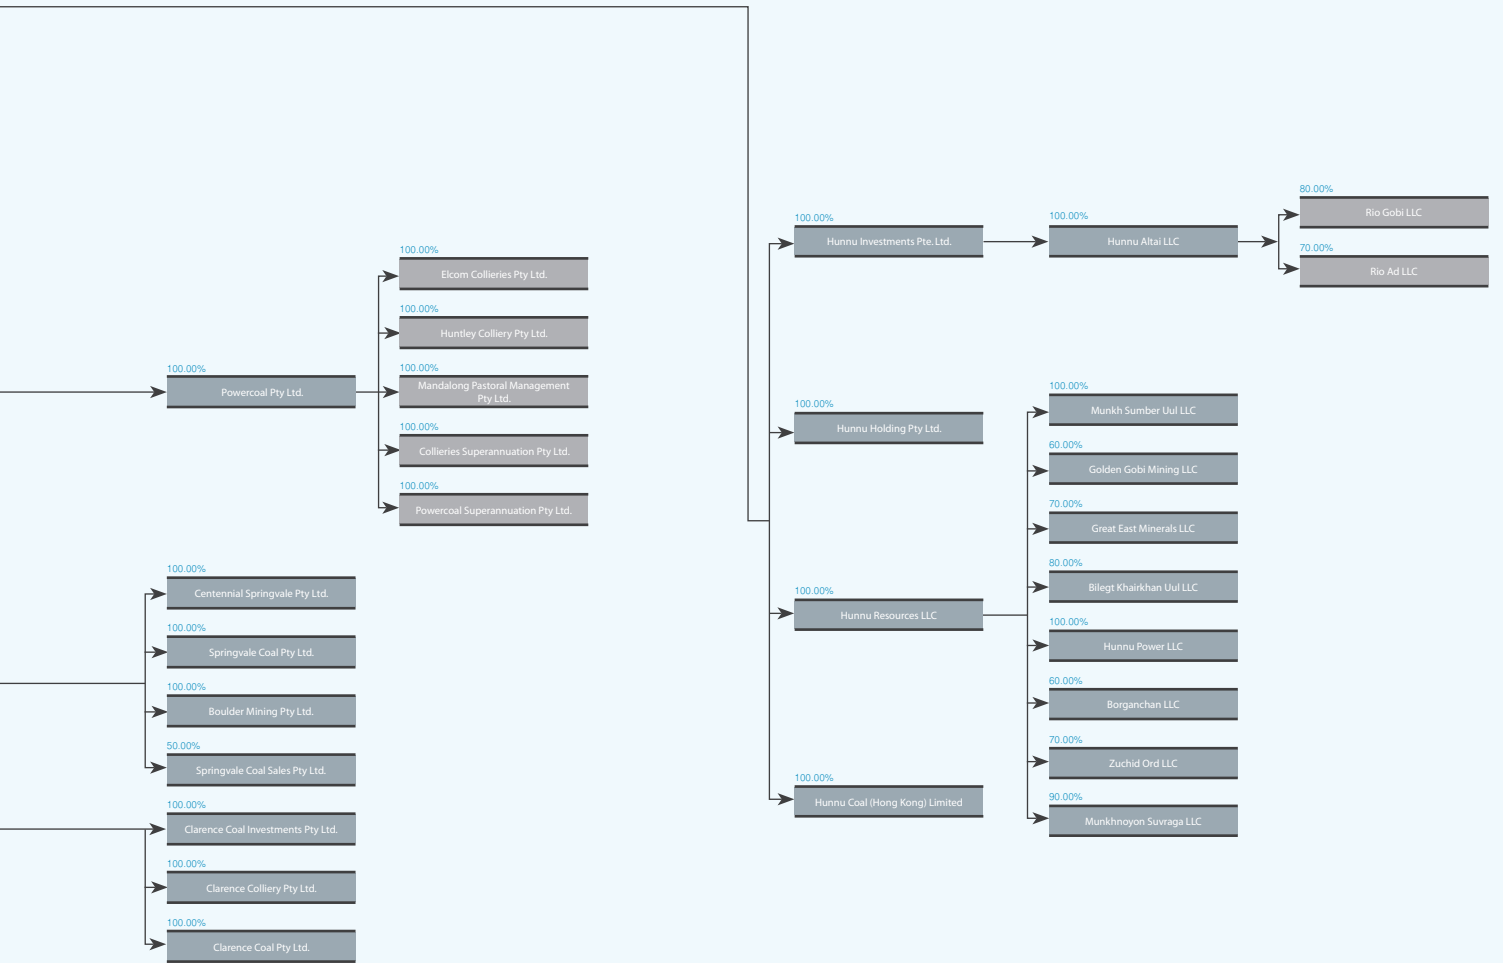 100.00%
Elcom Collieries Pty Ltd.
100.00%
Huntley Colliery Pty Ltd.
100.00%
Powercoal Pty Ltd.
100.00%
Mandalong Pastoral Management
Pty Ltd.
100.00%
Collieries Superannuation Pty Ltd.
100.00%
Powercoal Superannuation Pty Ltd.
100.00%
Centennial Springvale Pty Ltd.
100.00%
Springvale Coal Pty Ltd.
100.00%
Boulder Mining Pty Ltd.
50.00%
Springvale Coal Sales Pty Ltd.
100.00%
Clarence Coal Investments Pty Ltd.
100.00%
Clarence Colliery Pty Ltd.
100.00%
Clarence Coal Pty Ltd.
100.00%
Hunnu Investments Pte. Ltd.
100.00%
Hunnu Altai LLC
80.00%
Rio Gobi LLC
70.00%
Rio Ad LLC
100.00%
Hunnu Holding Pty Ltd.
100.00%
Hunnu Resources LLC
100.00%
Munkh Sumber Uul LLC
60.00%
Golden Gobi Mining LLC
70.00%
Great East Minerals LLC
80.00%
Bilegt Khairkhan Uul LLC
100.00%
Hunnu Power LLC
60.00%
Borganchan LLC
70.00%
Zuchid Ord LLC
90.00%
Munkhnoyon Suvraga LLC
100.00%
Hunnu Coal (Hong Kong) Limited